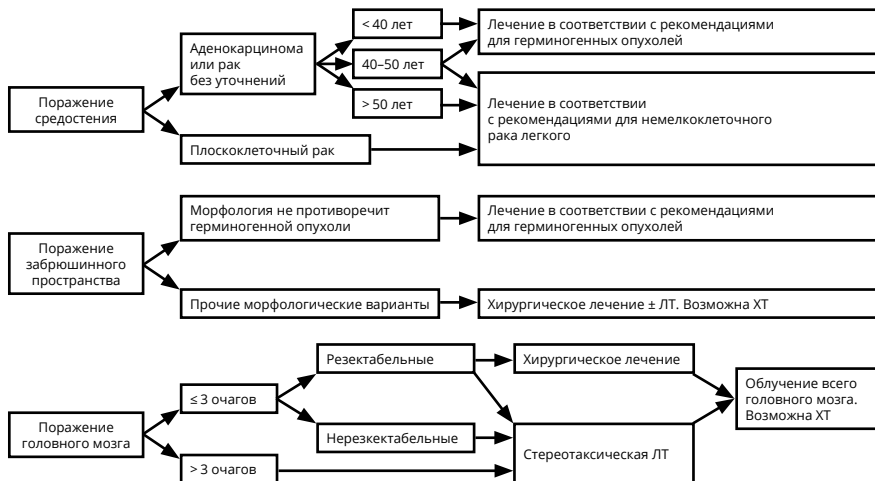 Поражение
средостения
Аденокарцинома
или рак
без уточнений
Плоскоклеточный рак
< 40 лет
40–50 лет
> 50 лет
Лечение в соответствии с рекомендациями
для герминогенных опухолей
Лечение в соответствии
с рекомендациями для немелкоклеточного
рака легкого
Поражение
забрюшинного
пространства
Морфология не противоречит
герминогенной опухоли
Прочие морфологические варианты
Лечение в соответствии с рекомендациями
для герминогенных опухолей
Хирургическое лечение ± ЛТ. Возможна ХТ
Поражение
головного мозга
≤ 3 очагов
> 3 очагов
Резектабельные
Нерезкектабельные
Хирургическое лечение
Стереотаксическая ЛТ
Облучение всего
головного мозга.
Возможна ХТ